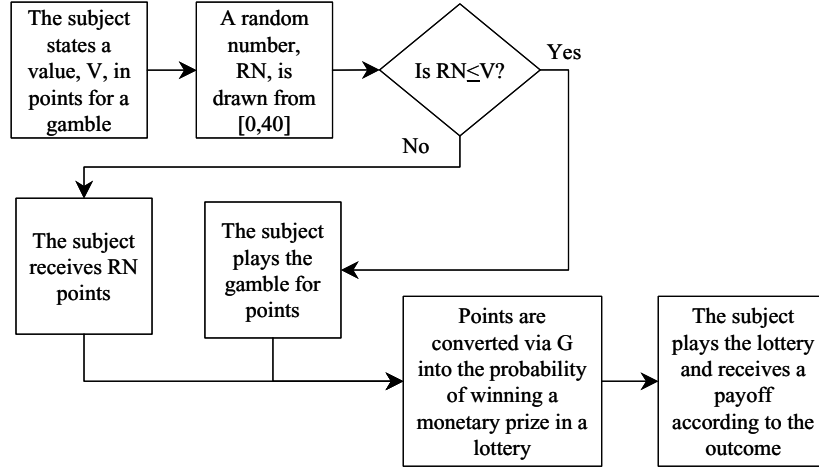 The subject
states a
value, V, in
points for a
gamble
A random
number,
RN, is
drawn from
[0,40]
Is RN≤V?
Yes
No
The subject
receives RN
points
The subject
plays the
gamble for
points
Points are
converted via G
into the probability
of winning a
monetary prize in a
lottery
The subject
plays the lottery
and receives a
payoff
according to the
outcome